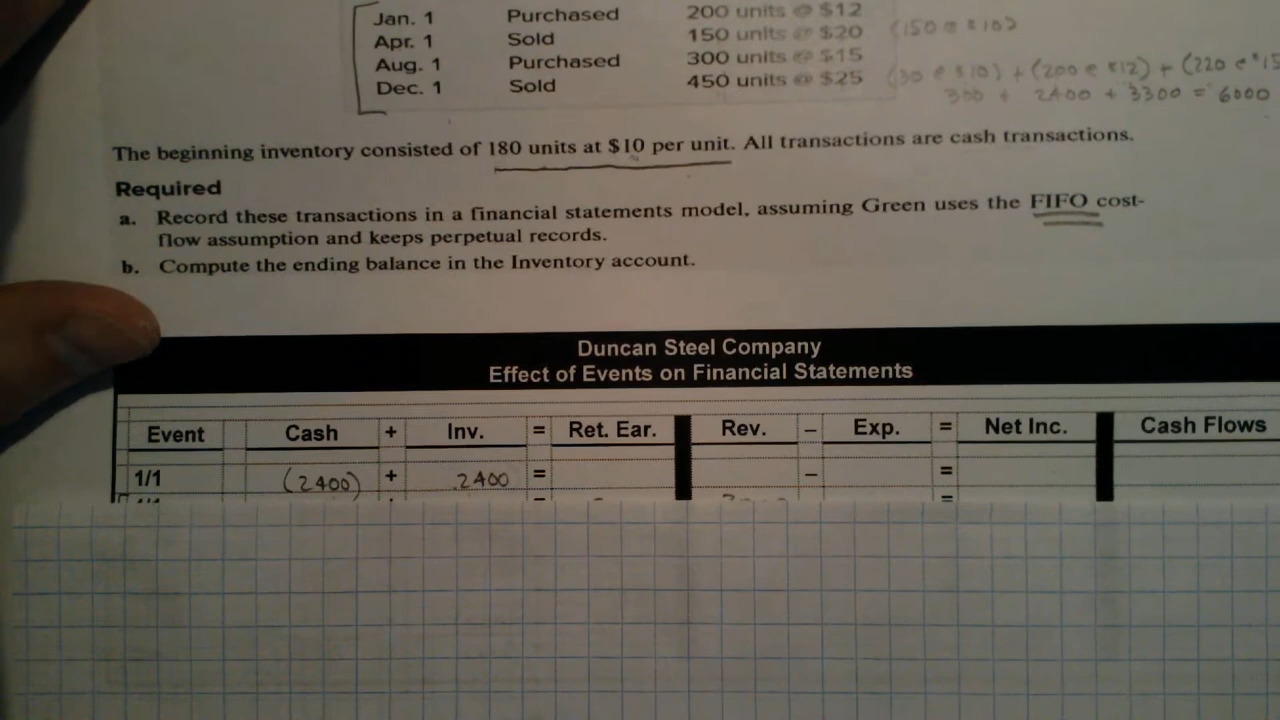 Jan. 1 Purchased 200 units @ $12
Apr. 1 Sold 150 units @ $20 (150 @ $10)
Aug. 1 Purchased 300 units @ $15
Dec. 1 Sold 450 units @ $25 (30 @ $10) + (200 @ $12) + (220 @ $15
300 + 2400 + 3300 = 6000
The beginning inventory consisted of 180 units at $10 per unit. All transactions are cash transactions.
Required
a. Record these transactions in a financial statements model, assuming Green uses the FIFO cost-
flow assumption and keeps perpetual records.
b. Compute the ending balance in the Inventory account.
Duncan Steel Company
Effect of Events on Financial Statements
Event Cash + Inv. = Ret. Ear. Rev. – Exp. = Net Inc. Cash Flows
1/1 (2400) + 2400 = – =